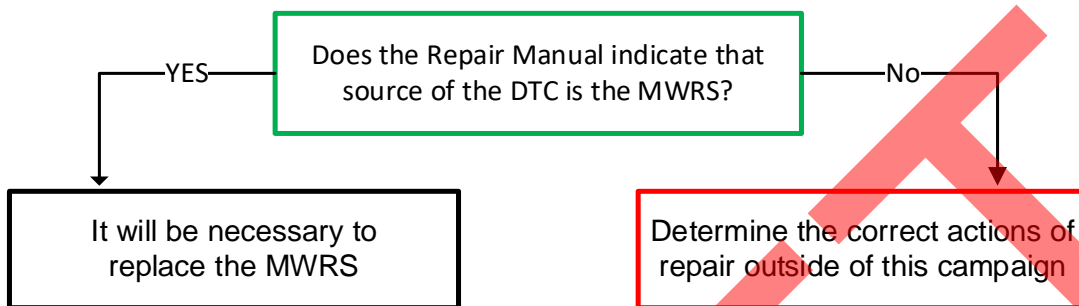 Does the Repair Manual indicate that
source of the DTC is the MWRS?
YES
No
It will be necessary to
replace the MWRS
Determine the correct actions of
repair outside of this campaign